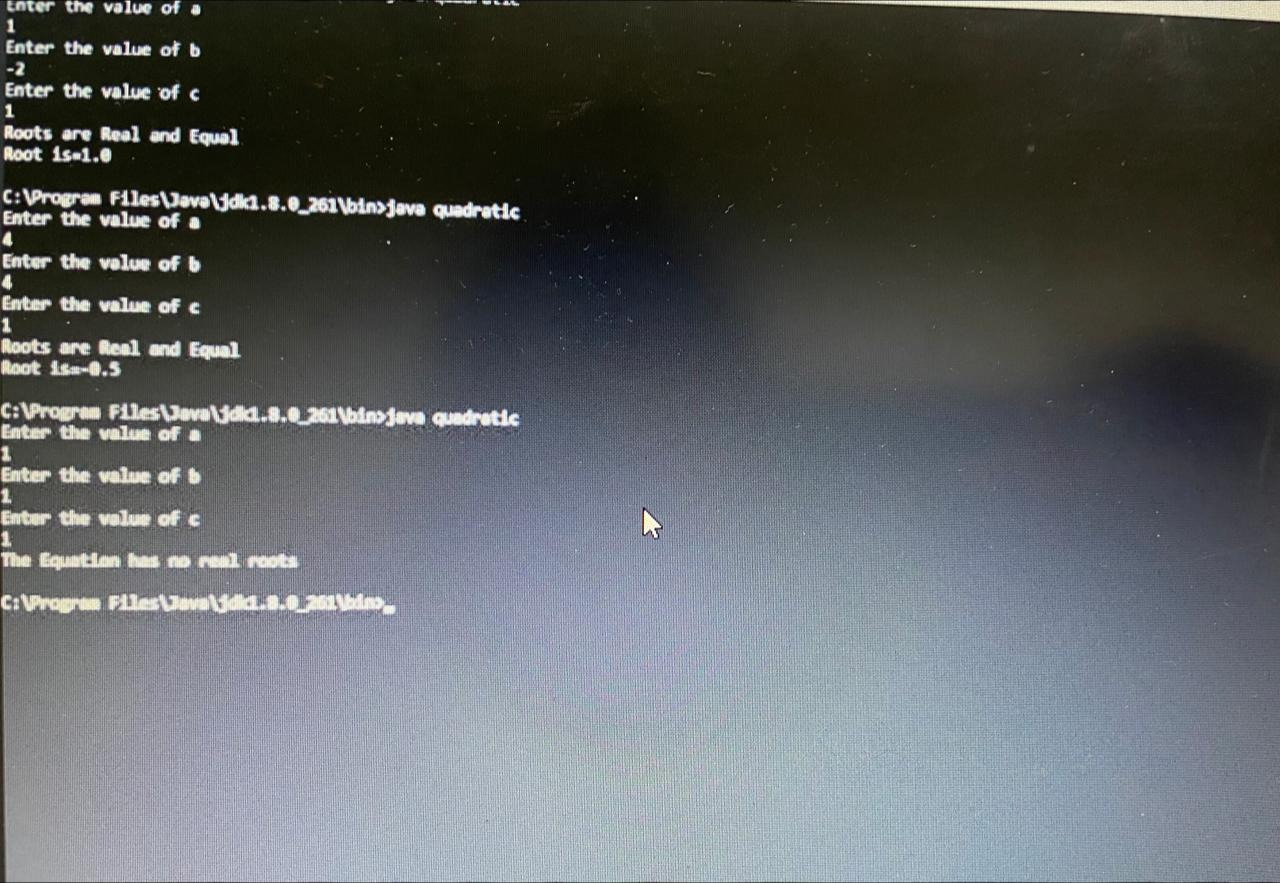 Enter the value of a
1
Enter the value of b
-2
Enter the value of c
1
Roots are Real and Equal
Root is=1.0
C:\Program Files\Java\jdk1.8.0_261\bin>java quadratic
Enter the value of a
4
Enter the value of b
4
Enter the value of c
1
Roots are Real and Equal
Root is=-0.5
C:\Program Files\Java\jdk1.8.0_261\bin>java quadratic
Enter the value of a
1
Enter the value of b
1
Enter the value of c
1
The Equation has no real roots
C:\Program Files\Java\jdk1.8.0_261\bin>_